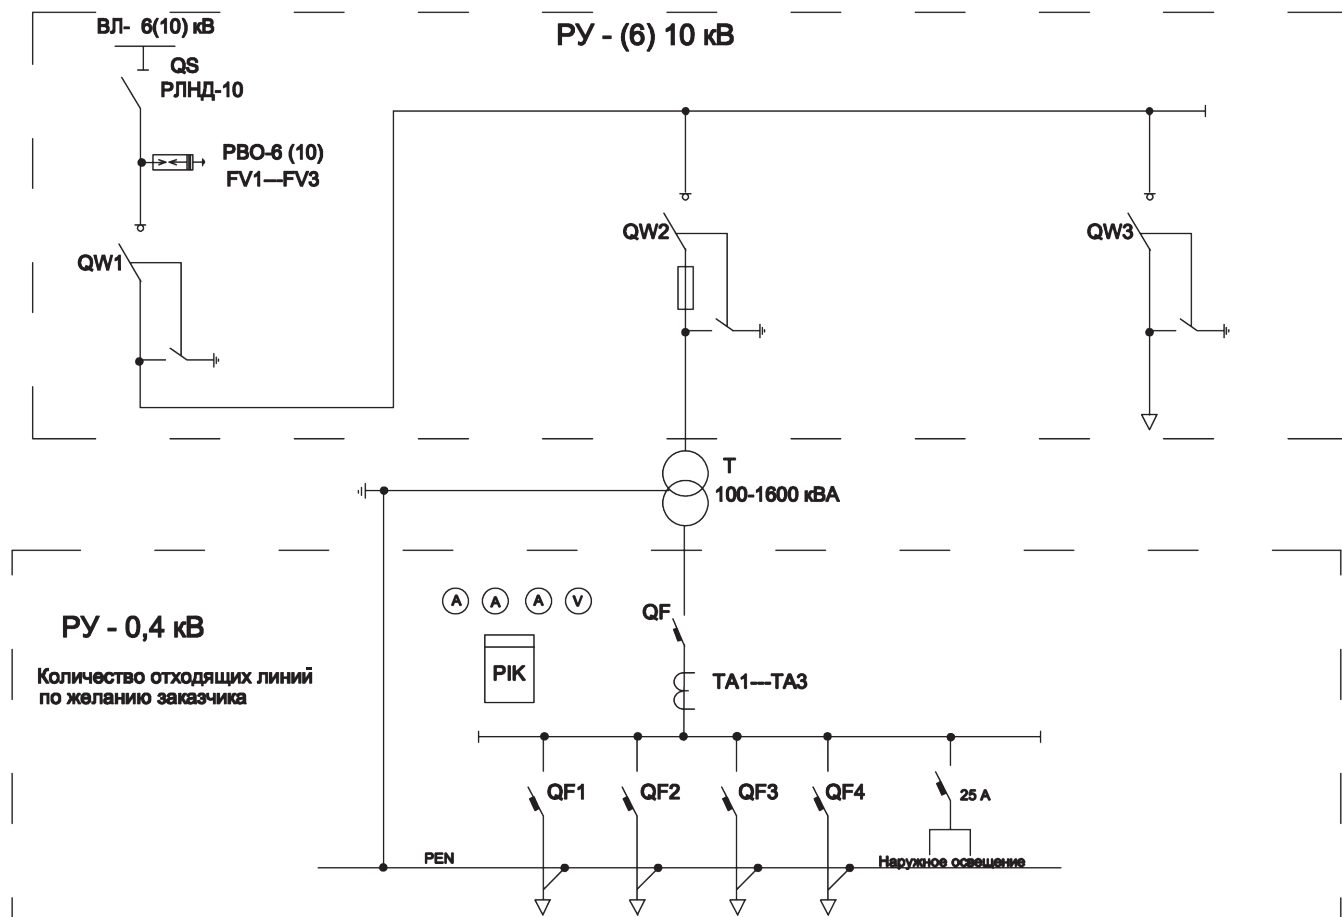 ВЛ- 6(10) кВ
РУ - (6) 10 кВ
QS
РЛНД-10
РВО-6 (10)
FV1---FV3
QW1
QW2
QW3
T
100-1600 кВА
РУ - 0,4 кВ
Количество отходящих линий
по желанию заказчика
A A A V
PIK
QF
TA1---TA3
QF1 QF2 QF3 QF4
25 A
PEN
Наружное освещение